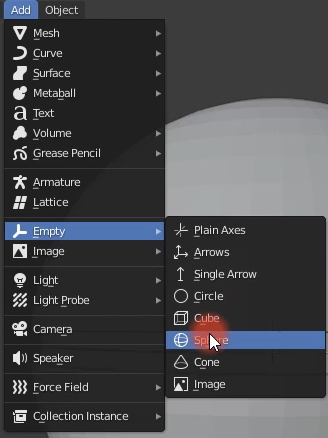 Add Object
Mesh
Curve
Surface
Metaball
Text
Volume
Grease Pencil
Armature
Lattice
Empty
Image
Light
Light Probe
Camera
Speaker
Force Field
Collection Instance
Plain Axes
Arrows
Single Arrow
Circle
Cube
Sphere
Cone
Image